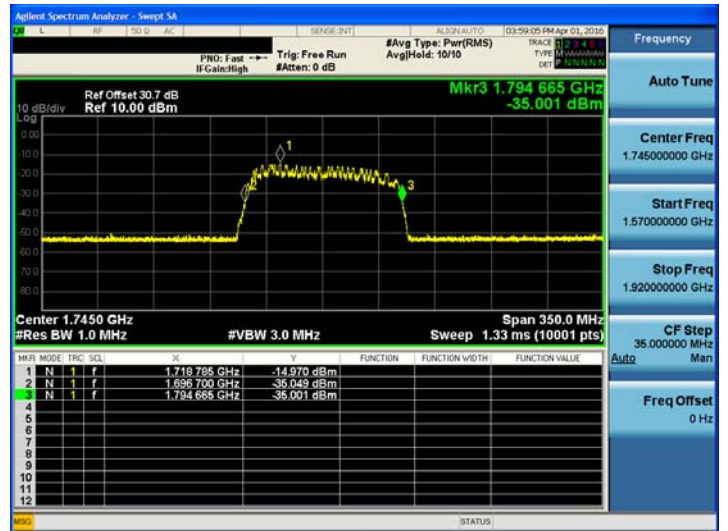 Agilent Spectrum Analyzer - Swept SA
L RF 50 Ω AC SENSE:INT ALIGN AUTO 03:59:05 PM Apr 01, 2016
PNO: Fast Trig: Free Run #Avg Type: Pwr(RMS) TRACE 1 2 3 4 5 6
IFGain:High #Atten: 0 dB Avg|Hold: 10/10 TYPE M
DET P N N N N N
Frequency
Auto Tune
Center Freq
1.745000000 GHz
Start Freq
1.570000000 GHz
Stop Freq
1.920000000 GHz
CF Step
35.000000 MHz
Auto Man
Freq Offset
0 Hz
Mkr3 1.794 665 GHz
-35.001 dBm
Ref Offset 30.7 dB
10 dB/div Ref 10.00 dBm
Log
0.00
-10.0
-20.0
-30.0
-40.0
-50.0
-60.0
-70.0
-80.0
1
2
3
Center 1.7450 GHz Span 350.0 MHz
#Res BW 1.0 MHz #VBW 3.0 MHz Sweep 1.33 ms (10001 pts)
MKR MODE TRC SCL X Y FUNCTION FUNCTION WIDTH FUNCTION VALUE
1 N 1 f 1.718 785 GHz -14.970 dBm
2 N 1 f 1.696 700 GHz -35.049 dBm
3 N 1 f 1.794 665 GHz -35.001 dBm
4
5
6
7
8
9
10
11
12
MSG STATUS